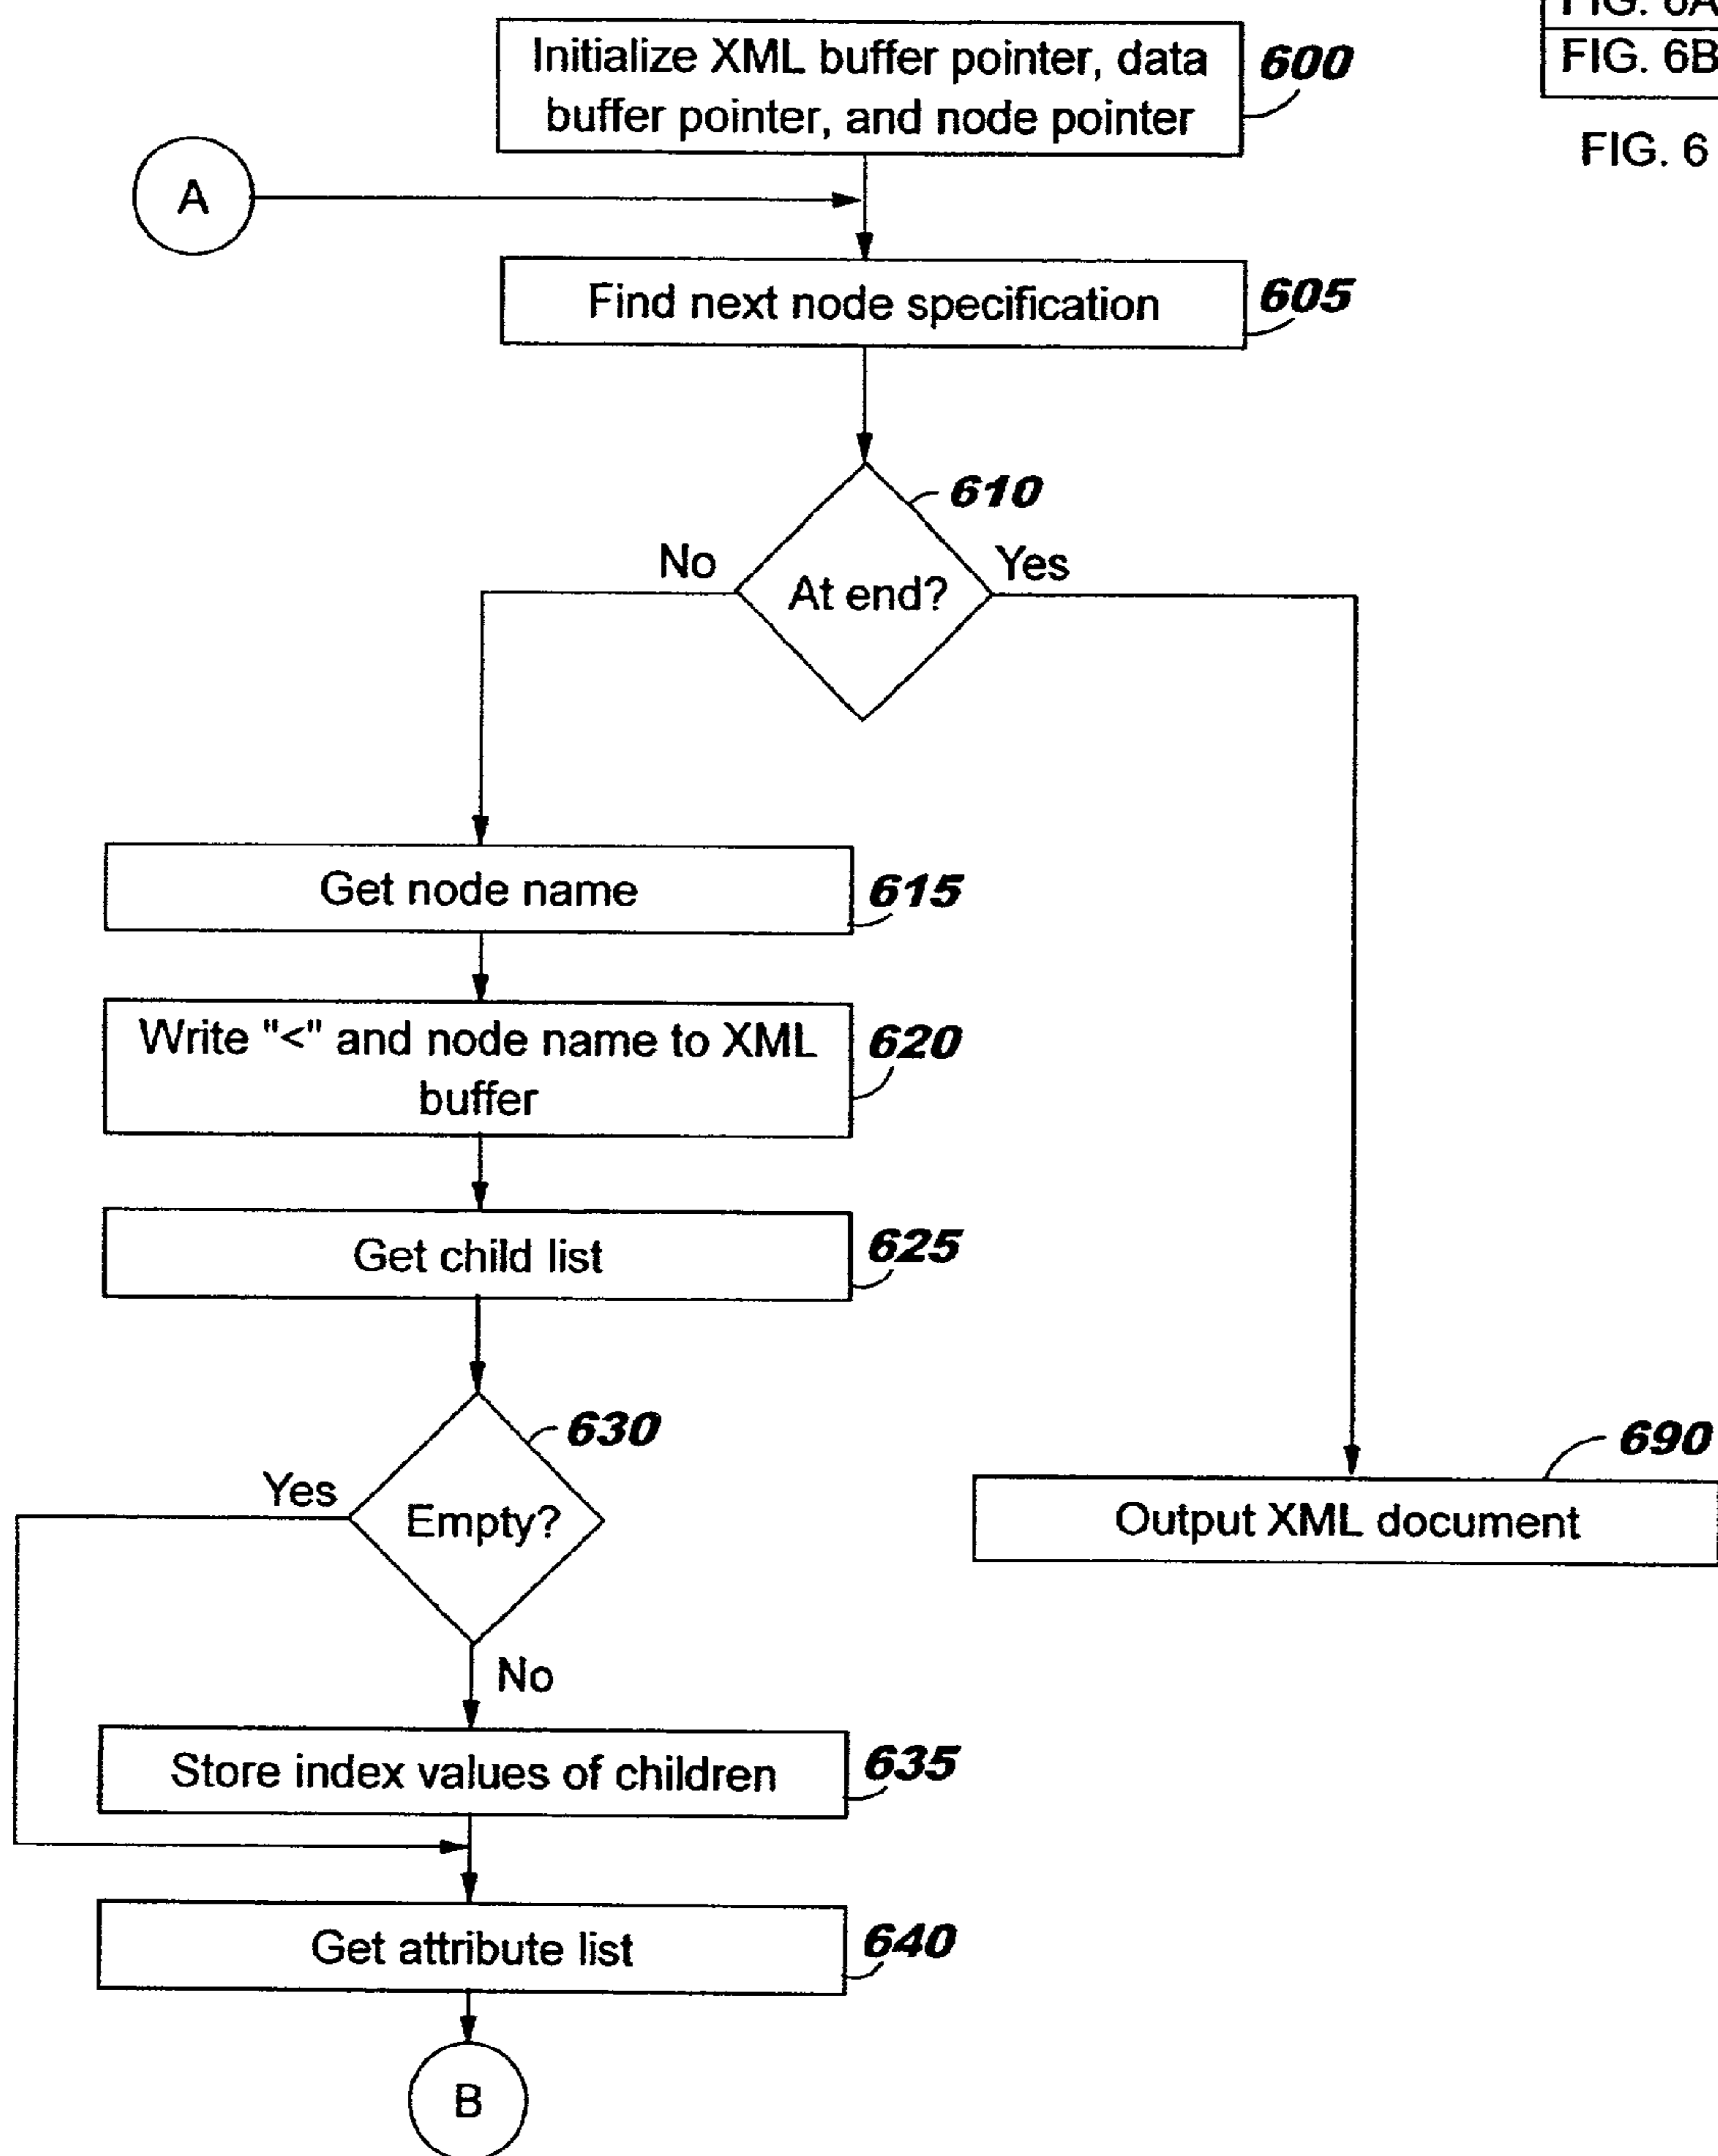 FIG. 6A
FIG. 6B
FIG. 6
Initialize XML buffer pointer, data
buffer pointer, and node pointer
600
A
Find next node specification
605
610
No
At end?
Yes
Get node name
615
Write "<" and node name to XML
buffer
620
Get child list
625
630
Yes
Empty?
No
690
Output XML document
Store index values of children
635
Get attribute list
640
B